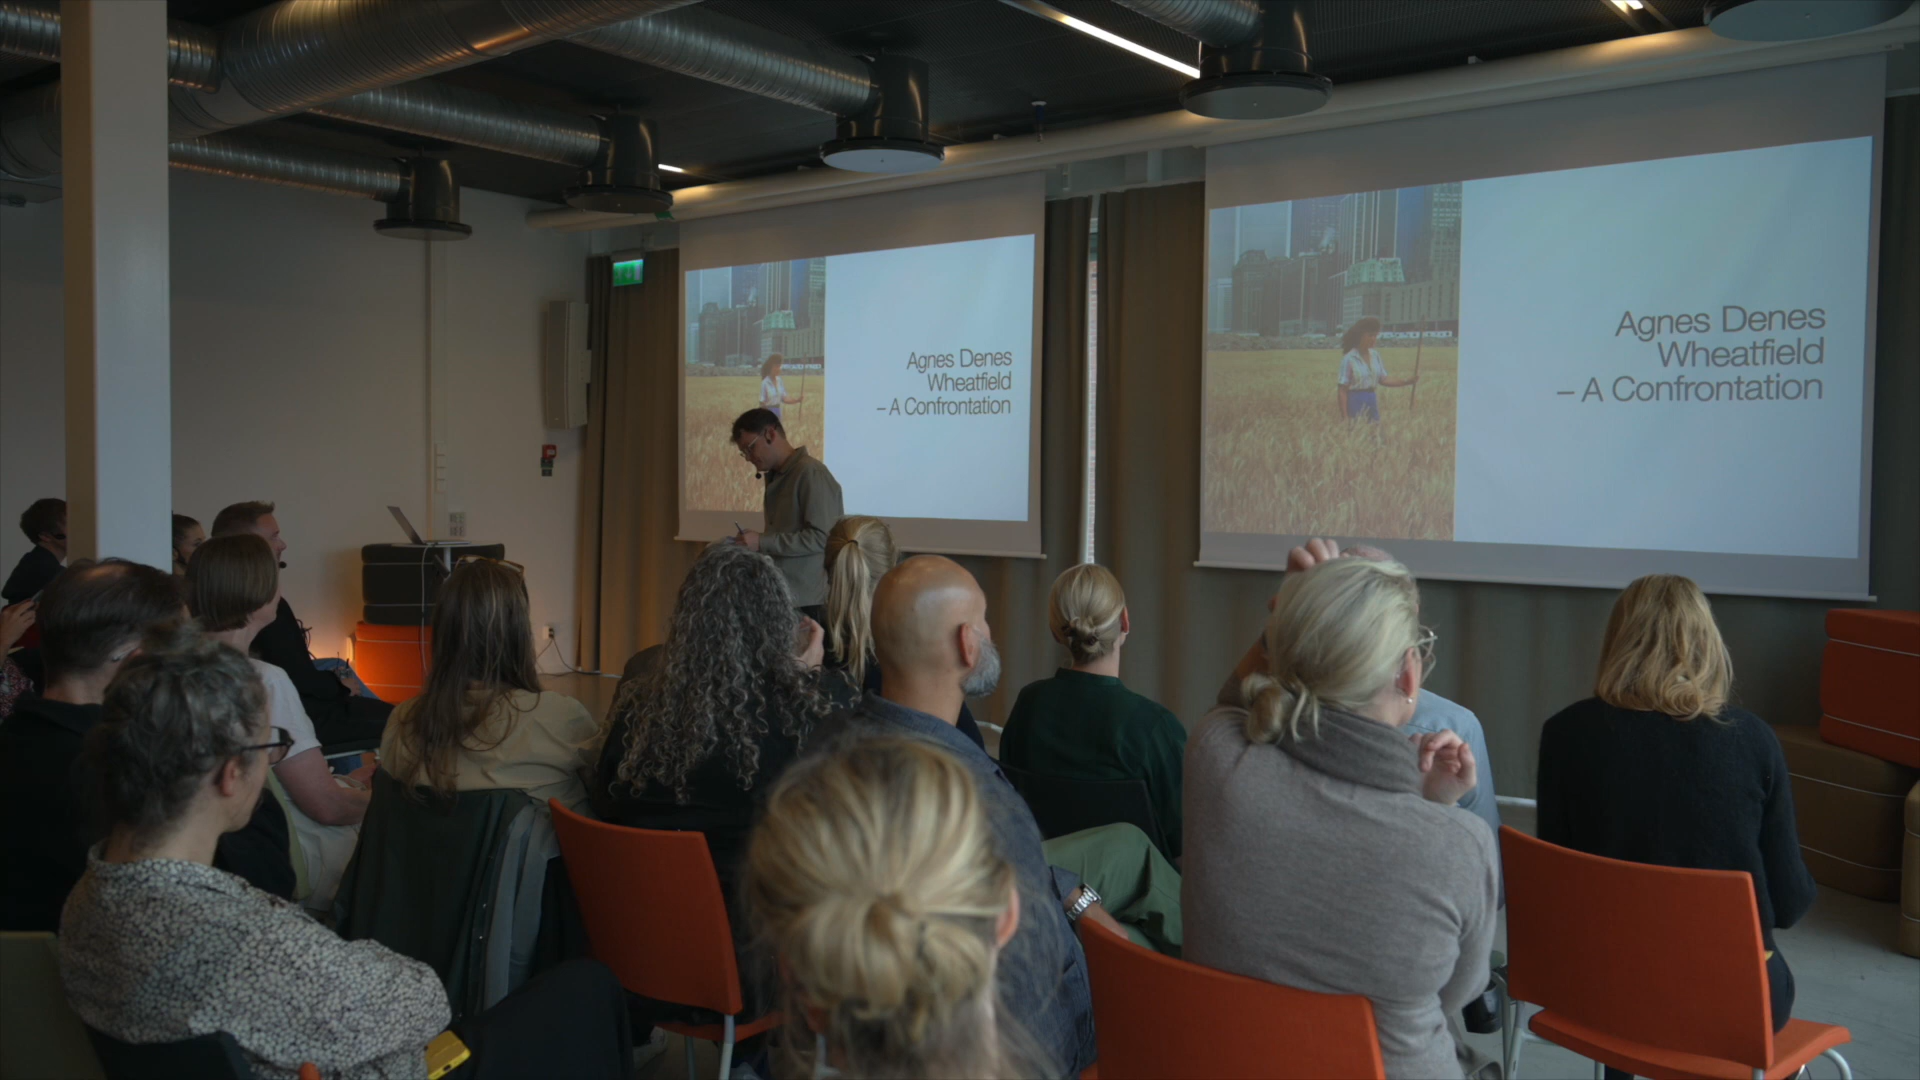 Agnes Denes
Wheatfield
– A Confrontation
Agnes Denes
Wheatfield
– A Confrontation